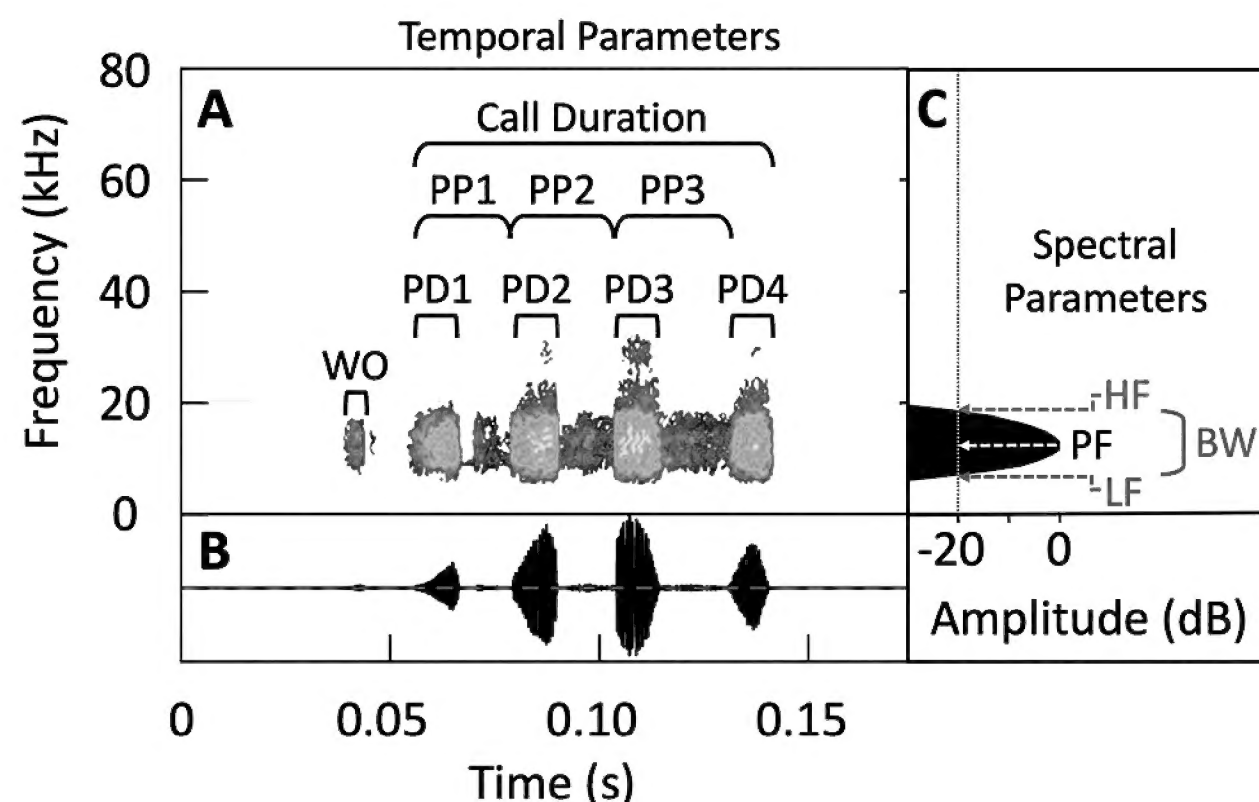 Temporal Parameters
80
60
40
20
0
Frequency (kHz)
A
Call Duration
PP1 PP2 PP3
PD1 PD2 PD3 PD4
WO
B
0 0.05 0.10 0.15
Time (s)
C
Spectral
Parameters
HF
PF
BW
LF
-20 0
Amplitude (dB)